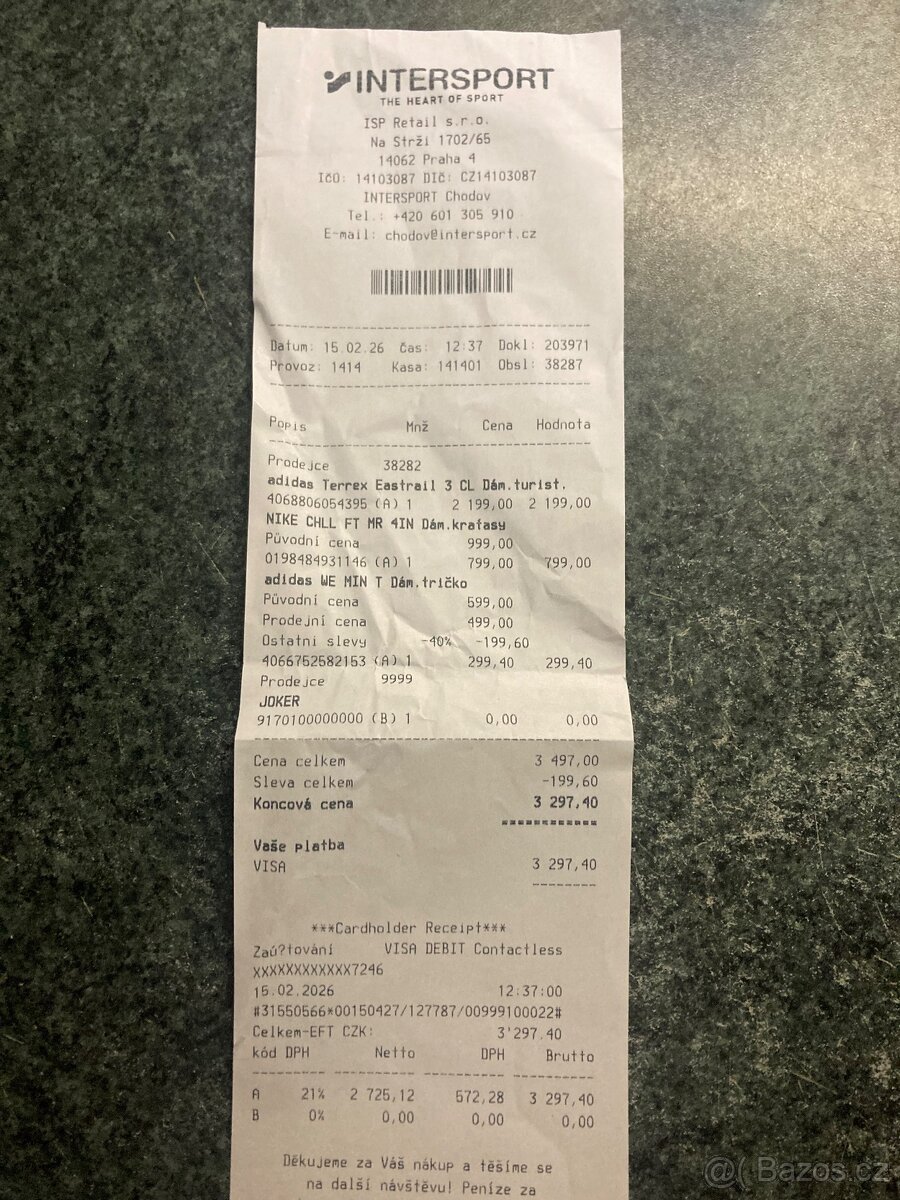 INTERSPORT
THE HEART OF SPORT
ISP Retail s.r.o.
Na Strži 1702/65
14062 Praha 4
IčO: 14103087 DIč: CZ14103087
INTERSPORT Chodov
Tel.: +420 601 305 910
E-mail: chodov@intersport.cz
Datum: 15.02.26 čas: 12:37 Dokl: 203971
Provoz: 1414 Kasa: 141401 Obsl: 38287
Popis Mnž Cena Hodnota
Prodejce 38282
adidas Terrex Eastrail 3 CL Dám.turist.
4068806054395 (A) 1 2 199,00 2 199,00
NIKE CHLL FT MR 4IN Dám.kraťasy
Původní cena 999,00
0198484931146 (A) 1 799,00 799,00
adidas WE MIN T Dám.tričko
Původní cena 599,00
Prodejní cena 499,00
Ostatní slevy -40% -199,60
4066752582153 (A) 1 299,40 299,40
Prodejce 9999
JOKER
9170100000000 (B) 1 0,00 0,00
Cena celkem 3 497,00
Sleva celkem -199,60
Koncová cena 3 297,40
Vaše platba
VISA 3 297,40
***Cardholder Receipt***
Zaú?tování VISA DEBIT Contactless
XXXXXXXXXXXX7246
15.02.2026 12:37:00
#31550566*00150427/127787/00999100022#
Celkem-EFT CZK: 3'297.40
kód DPH Netto DPH Brutto
A 21% 2 725,12 572,28 3 297,40
B 0% 0,00 0,00 0,00
Děkujeme za Váš nákup a těšíme se
na další návštěvu! Peníze za
@( Bazos.cz